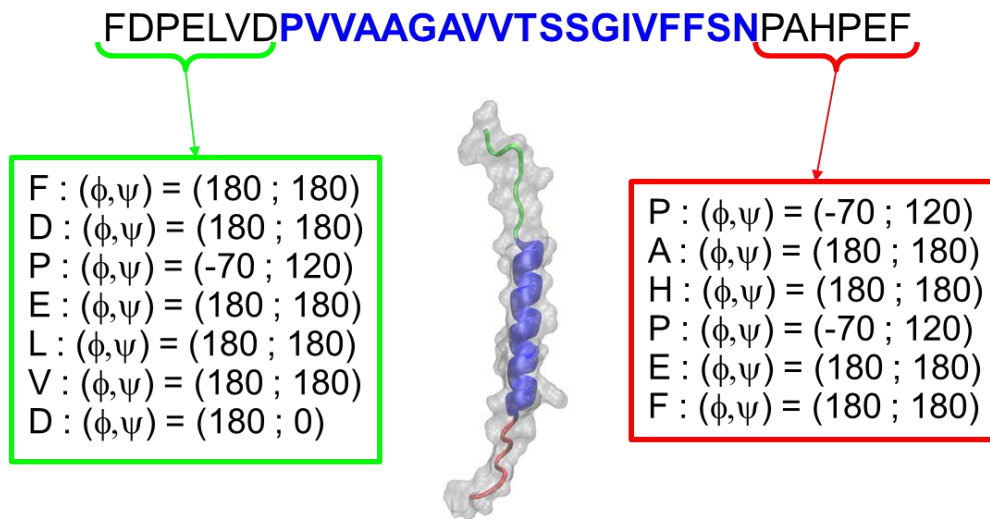 FDPELVDPVVAAGAVVTSSGIVFFSNPAHPEF
F : (ϕ,ψ) = (180 ; 180)
D : (ϕ,ψ) = (180 ; 180)
P : (ϕ,ψ) = (-70 ; 120)
E : (ϕ,ψ) = (180 ; 180)
L : (ϕ,ψ) = (180 ; 180)
V : (ϕ,ψ) = (180 ; 180)
D : (ϕ,ψ) = (180 ; 0)
P : (ϕ,ψ) = (-70 ; 120)
A : (ϕ,ψ) = (180 ; 180)
H : (ϕ,ψ) = (180 ; 180)
P : (ϕ,ψ) = (-70 ; 120)
E : (ϕ,ψ) = (180 ; 180)
F : (ϕ,ψ) = (180 ; 180)